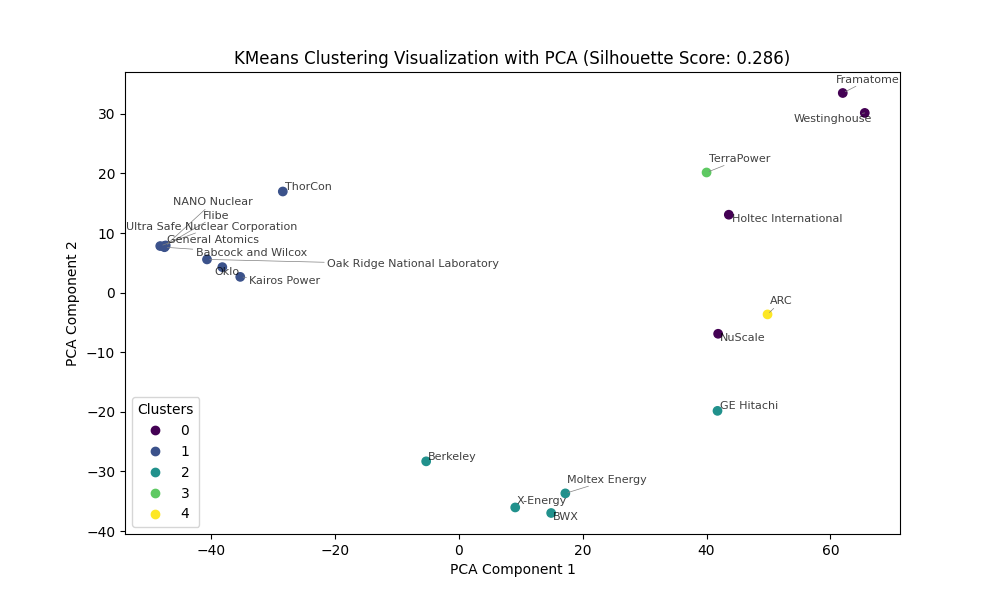 KMeans Clustering Visualization with PCA (Silhouette Score: 0.286)
Framatome
Westinghouse
TerraPower
ThorCon
NANO Nuclear
Flibe
Holtec International
Ultra Safe Nuclear Corporation
General Atomics
Babcock and Wilcox
Oak Ridge National Laboratory
Oklo
Kairos Power
ARC
NuScale
GE Hitachi
Berkeley
Moltex Energy
X-Energy
BWX
PCA Component 2
30
20
10
0
−10
−20
−30
−40
Clusters
0
1
2
3
4
−40
−20
0
20
40
60
PCA Component 1